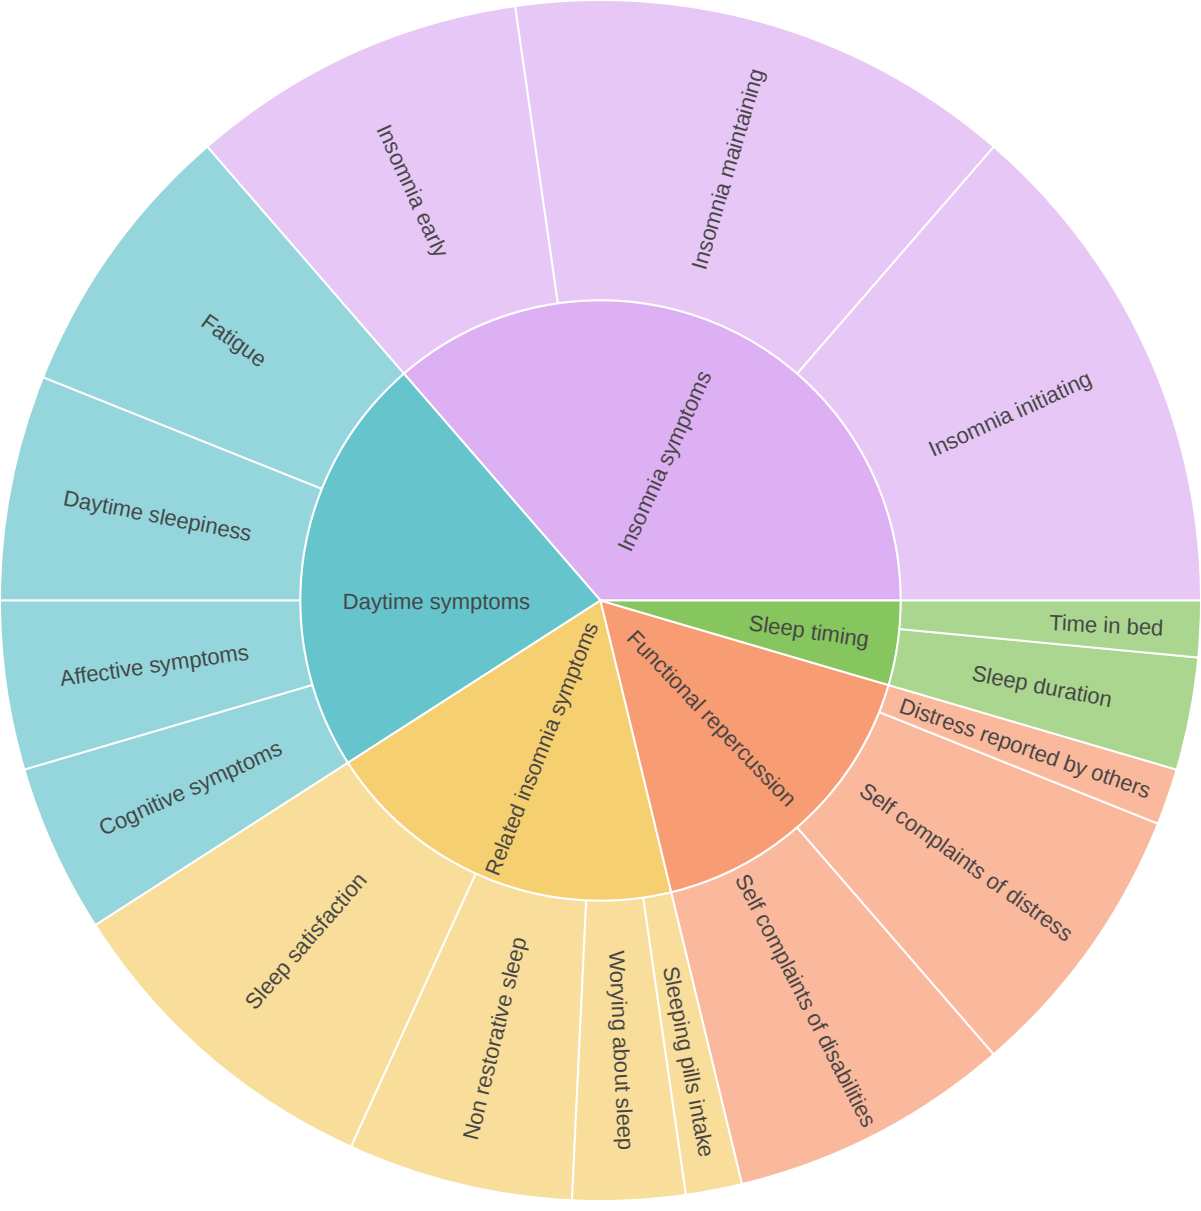 Insomnia maintaining
Insomnia early
Insomnia initiating
Fatigue
Insomnia symptoms
Daytime sleepiness
Daytime symptoms
Sleep timing
Time in bed
Affective symptoms
Sleep duration
Functional repercussion
Related insomnia symptoms
Distress reported by others
Cognitive symptoms
Self complaints of distress
Sleep satisfaction
Self complaints of disabilities
Non restorative sleep
Worying about sleep
Sleeping pills intake